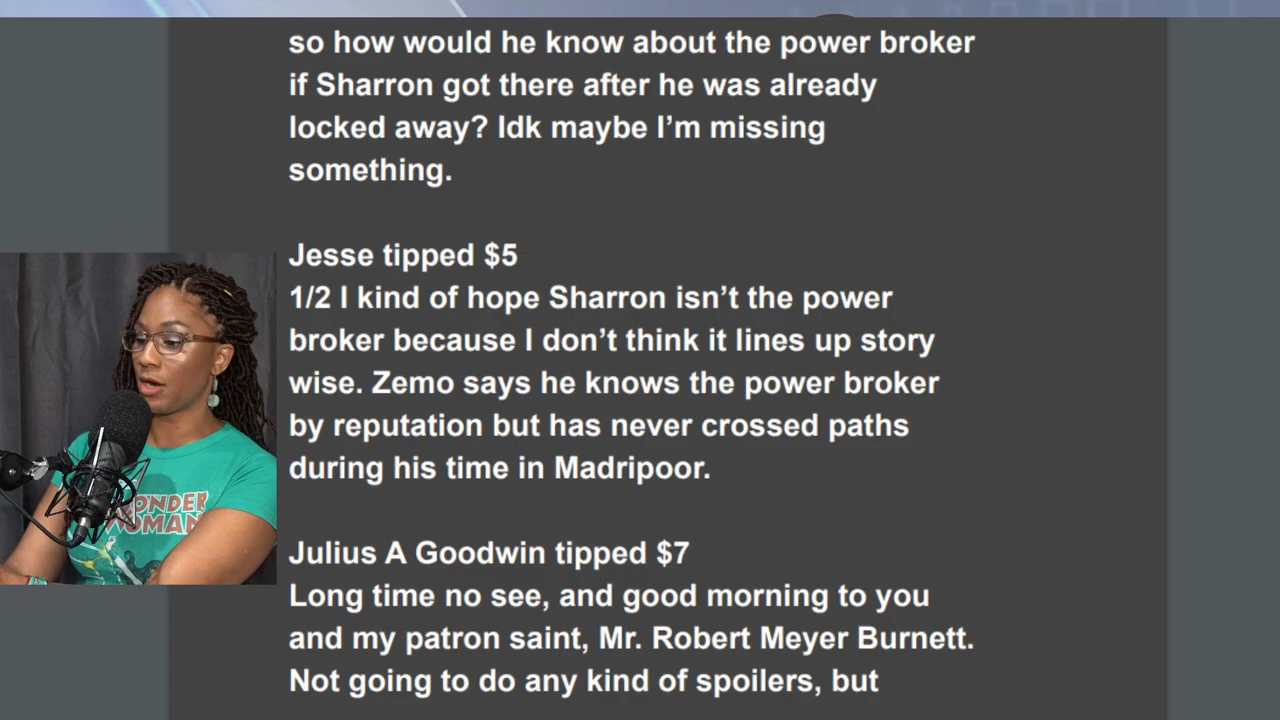 so how would he know about the power broker
if Sharron got there after he was already
locked away? Idk maybe I'm missing
something.
Jesse tipped $5
1/2 I kind of hope Sharron isn't the power
broker because I don't think it lines up story
wise. Zemo says he knows the power broker
by reputation but has never crossed paths
during his time in Madripoor.
WONDER
WOMAN
Julius A Goodwin tipped $7
Long time no see, and good morning to you
and my patron saint, Mr. Robert Meyer Burnett.
Not going to do any kind of spoilers, but